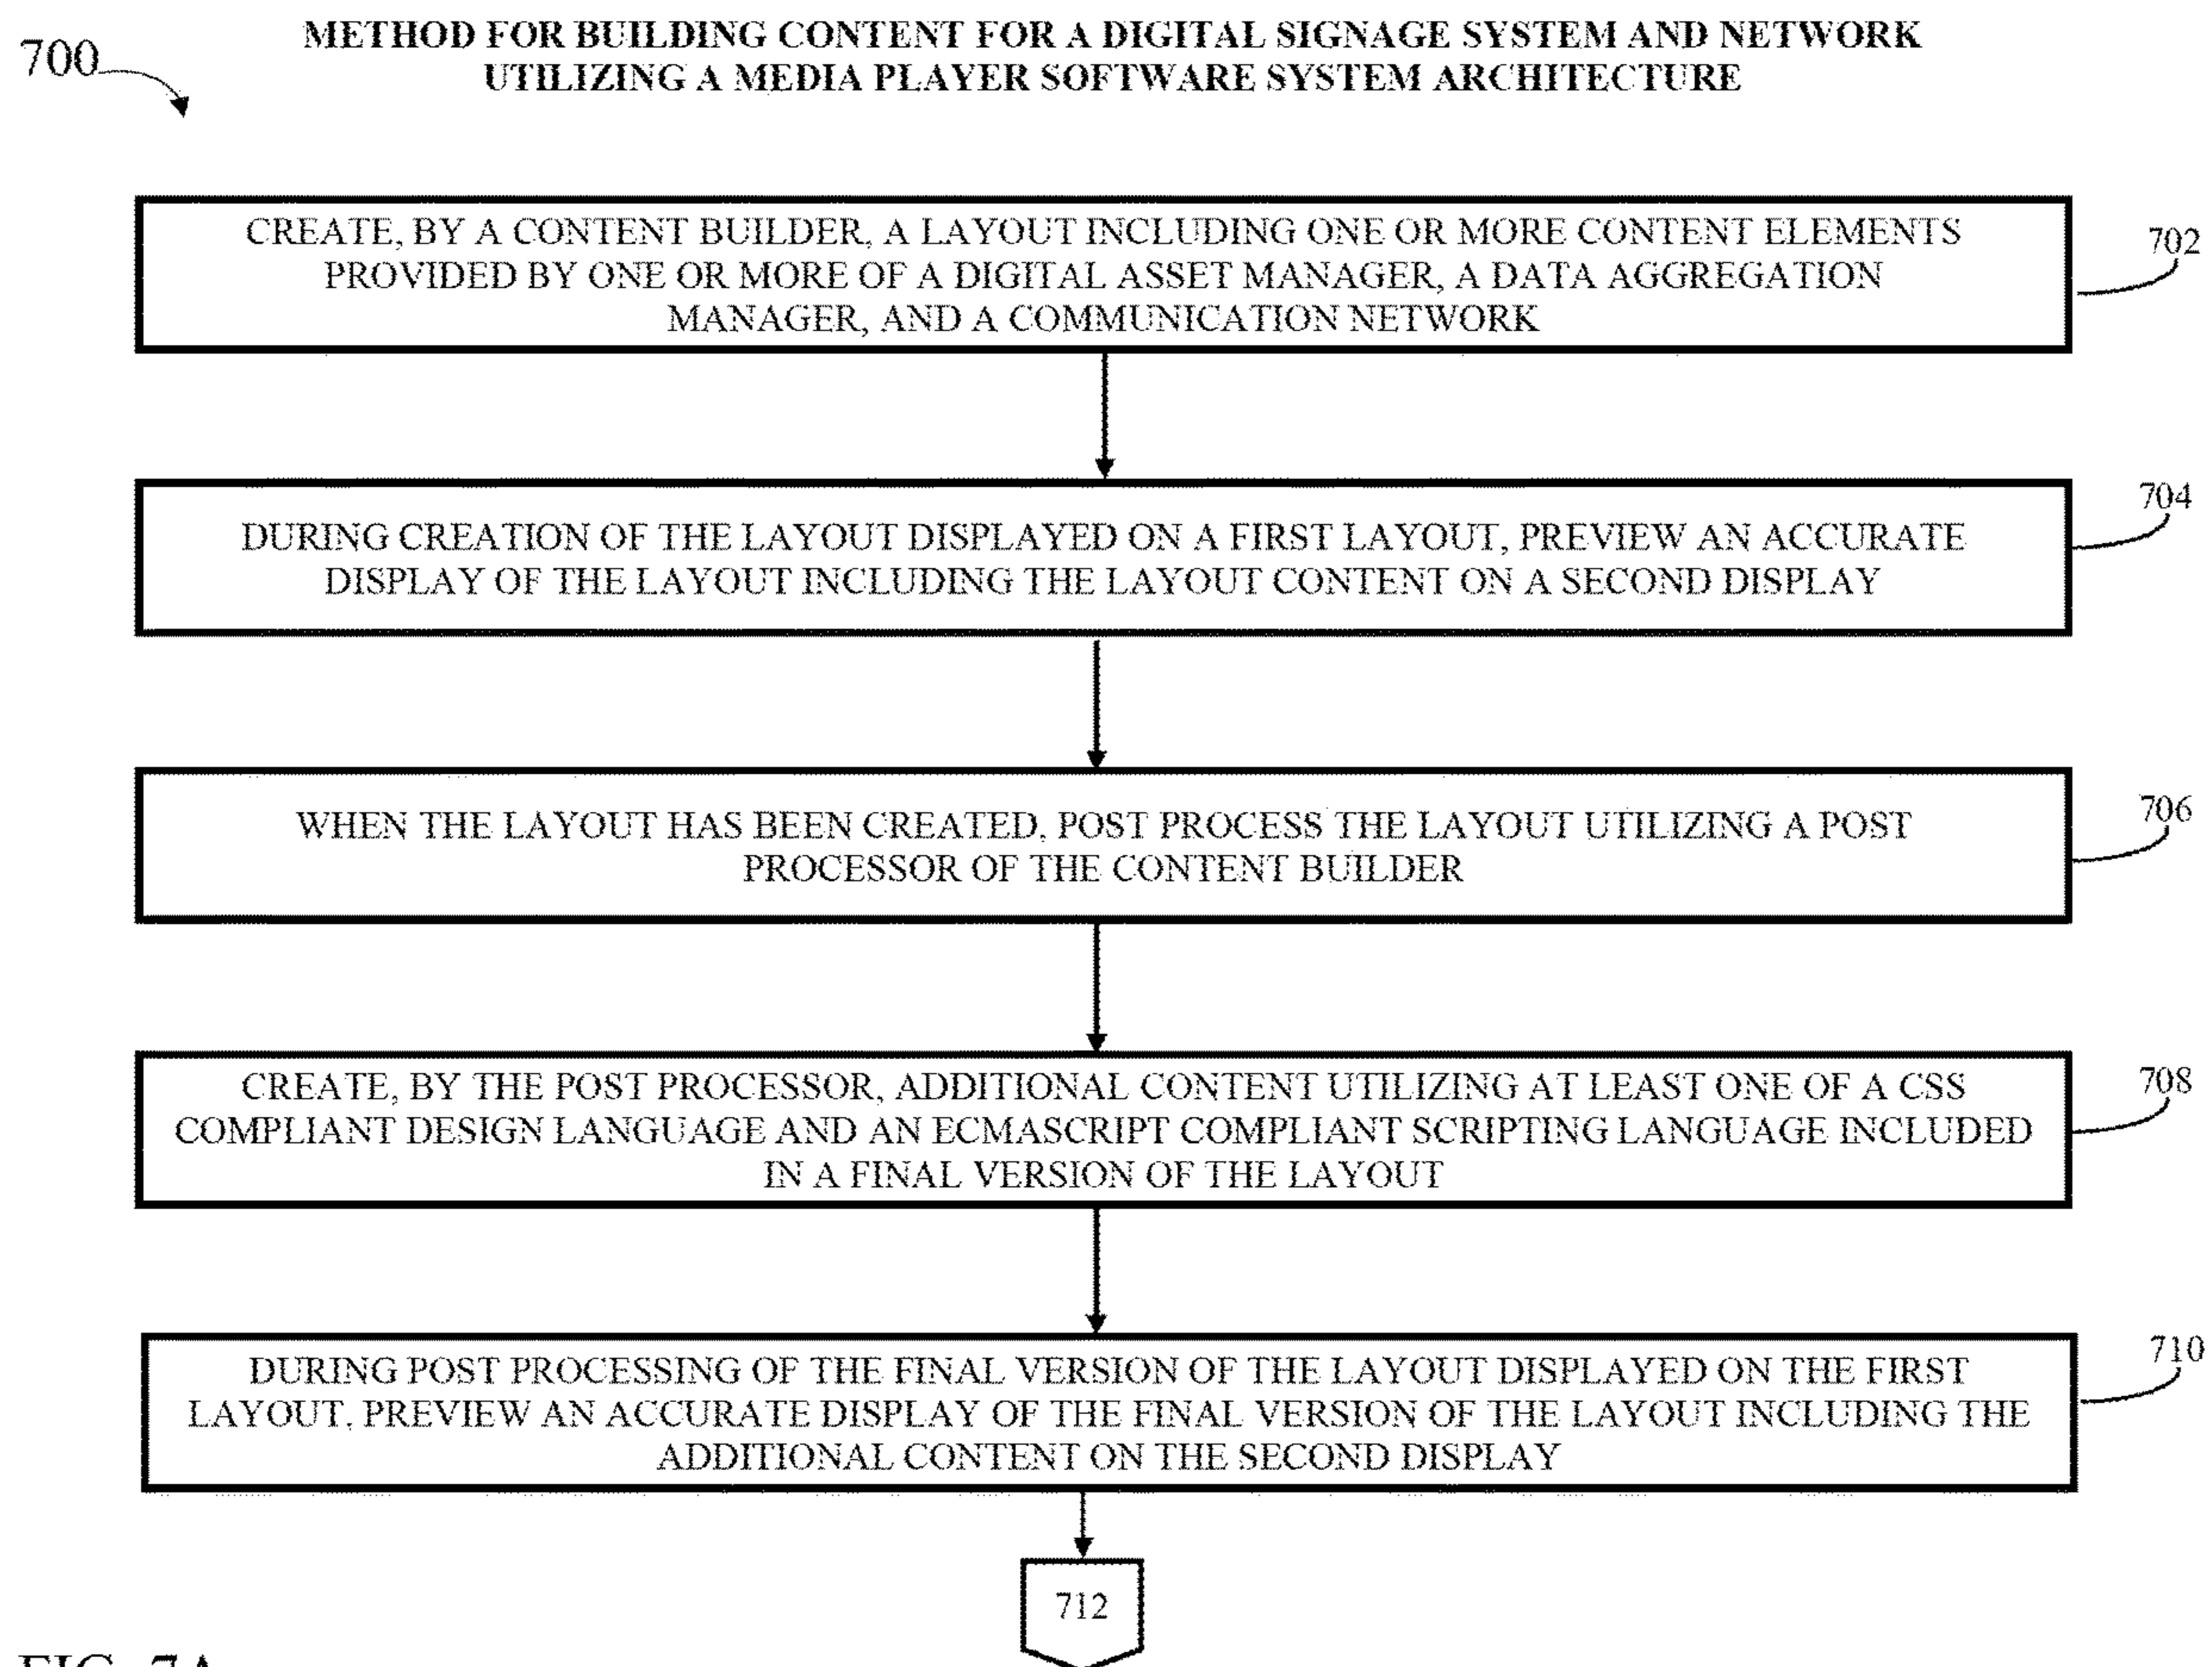 700
METHOD FOR BUILDING CONTENT FOR A DIGITAL SIGNAGE SYSTEM AND NETWORK
UTILIZING A MEDIA PLAYER SOFTWARE SYSTEM ARCHITECTURE
CREATE, BY A CONTENT BUILDER, A LAYOUT INCLUDING ONE OR MORE CONTENT ELEMENTS
PROVIDED BY ONE OR MORE OF A DIGITAL ASSET MANAGER, A DATA AGGREGATION
MANAGER, AND A COMMUNICATION NETWORK
702
DURING CREATION OF THE LAYOUT DISPLAYED ON A FIRST LAYOUT, PREVIEW AN ACCURATE
DISPLAY OF THE LAYOUT INCLUDING THE LAYOUT CONTENT ON A SECOND DISPLAY
704
WHEN THE LAYOUT HAS BEEN CREATED, POST PROCESS THE LAYOUT UTILIZING A POST
PROCESSOR OF THE CONTENT BUILDER
706
CREATE, BY THE POST PROCESSOR, ADDITIONAL CONTENT UTILIZING AT LEAST ONE OF A CSS
COMPLIANT DESIGN LANGUAGE AND AN ECMASCRIPT COMPLIANT SCRIPTING LANGUAGE INCLUDED
IN A FINAL VERSION OF THE LAYOUT
708
DURING POST PROCESSING OF THE FINAL VERSION OF THE LAYOUT DISPLAYED ON THE FIRST
LAYOUT, PREVIEW AN ACCURATE DISPLAY OF THE FINAL VERSION OF THE LAYOUT INCLUDING THE
ADDITIONAL CONTENT ON THE SECOND DISPLAY
710
712
FIG. 7A